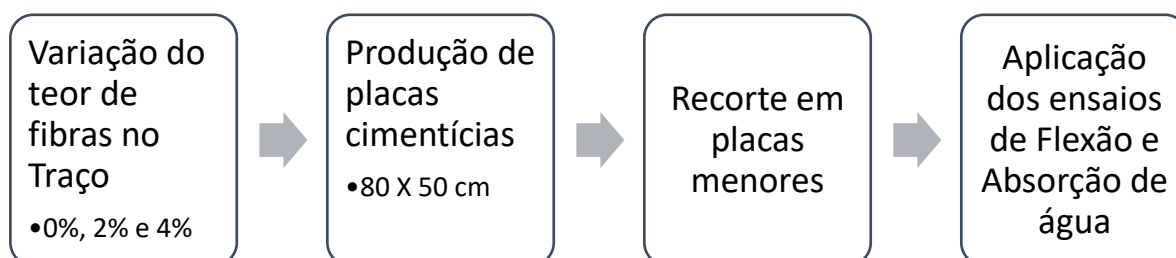 Variação do
teor de
fibras no
Traço
•0%, 2% e 4%
Produção de
placas
cimentícias
•80 X 50 cm
Recorte em
placas
menores
Aplicação
dos ensaios
de Flexão e
Absorção de
água